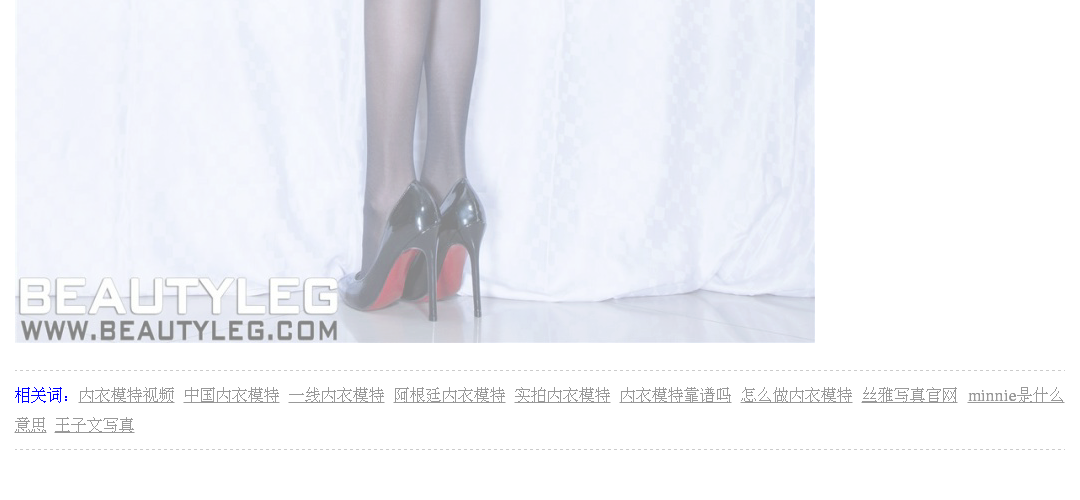 BEAUTYLEG
WWW.BEAUTYLEG.COM
相关词： 内衣模特视频 中国内衣模特 一线内衣模特 阿根廷内衣模特 实拍内衣模特 内衣模特靠谱吗 怎么做内衣模特 丝雅写真官网 minnie是什么
意思 王子文写真